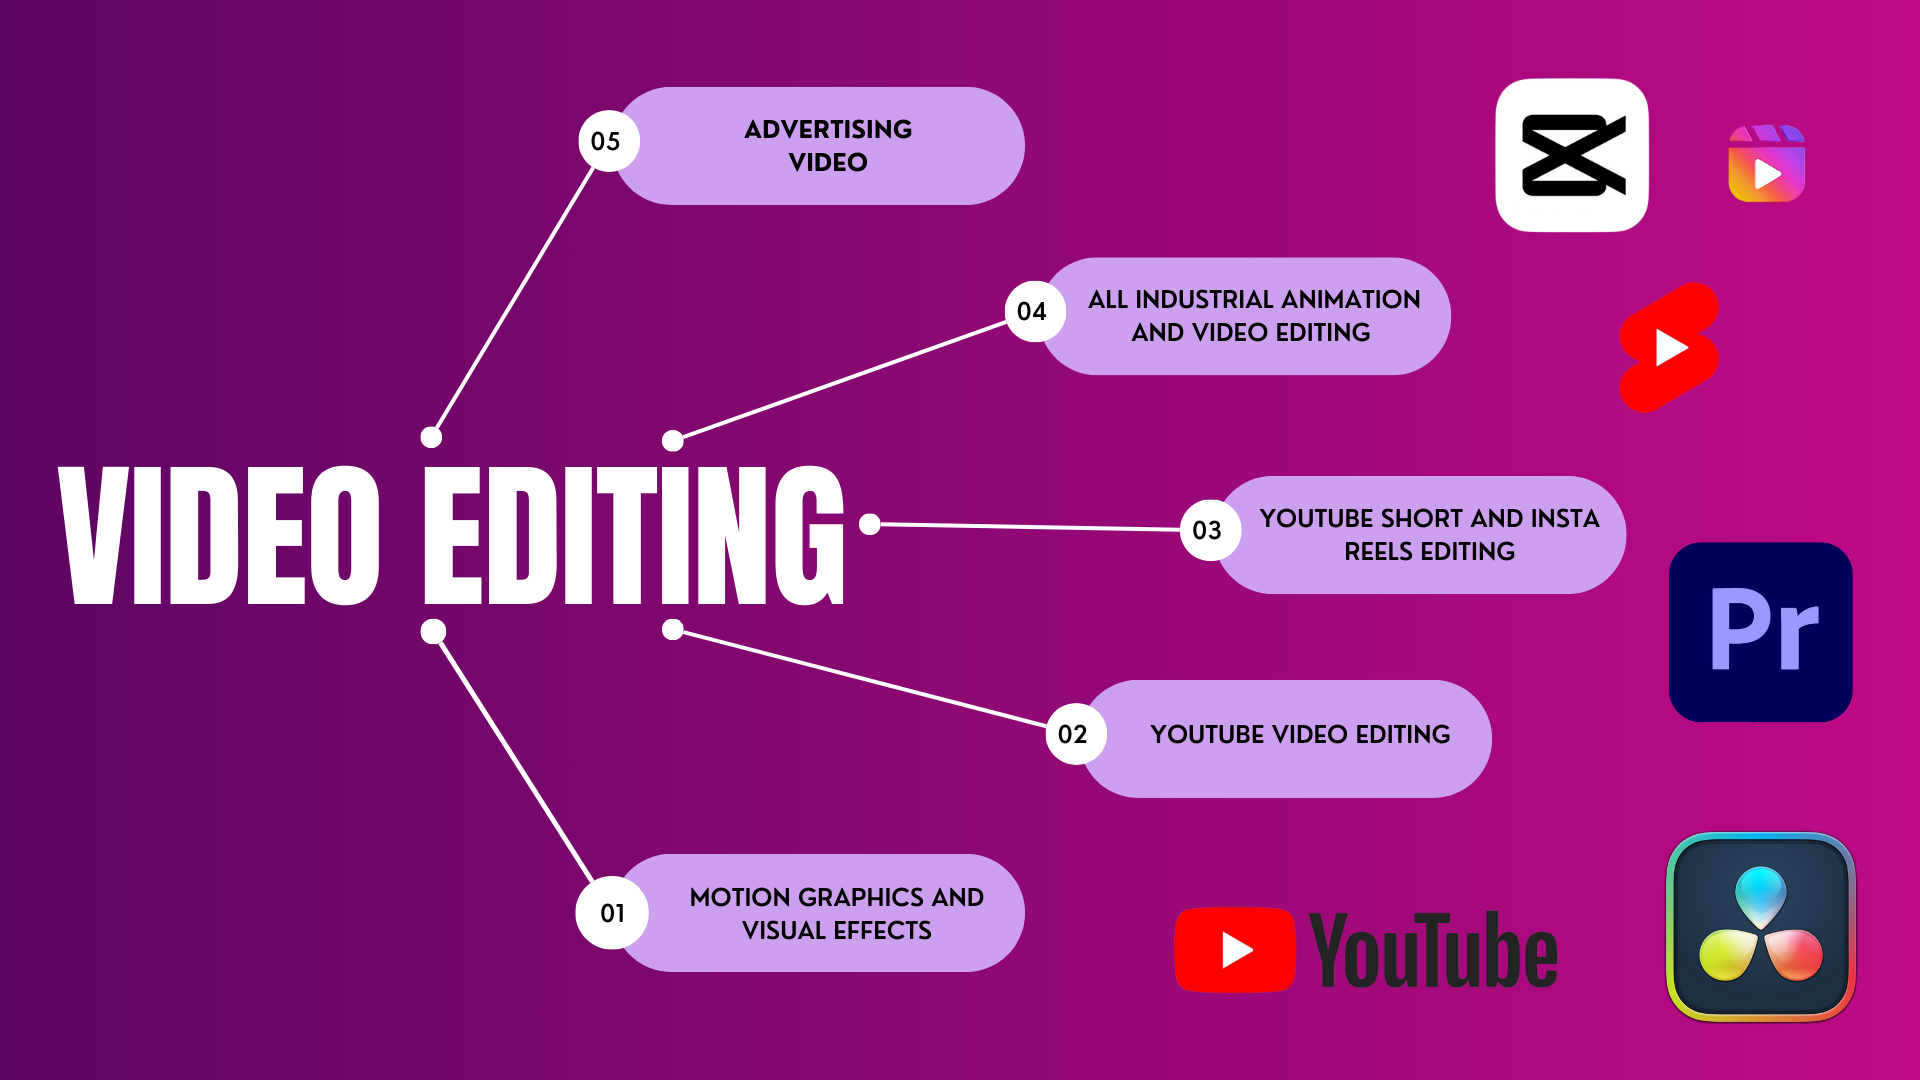 05
ADVERTISING
VIDEO
04
ALL INDUSTRIAL ANIMATION
AND VIDEO EDITING
VIDEO EDITING
03
YOUTUBE SHORT AND INSTA
REELS EDITING
Pr
02
YOUTUBE VIDEO EDITING
01
MOTION GRAPHICS AND
VISUAL EFFECTS
YouTube